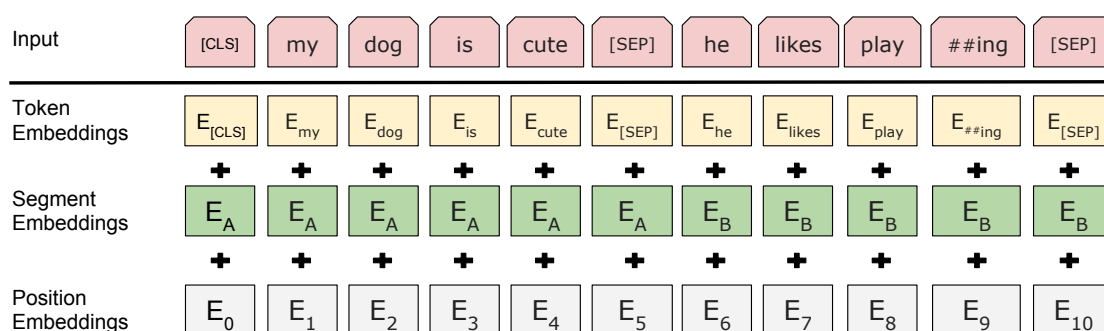 Input [CLS] my dog is cute [SEP] he likes play ##ing [SEP]
Token
Embeddings
E[CLS] Emy Edog Eis Ecute E[SEP] Ehe Elikes Eplay E##ing E[SEP]
+ + + + + + + + + + +
Segment
Embeddings
EA EA EA EA EA EA EB EB EB EB EB
+ + + + + + + + + + +
Position
Embeddings
E0 E1 E2 E3 E4 E5 E6 E7 E8 E9 E10